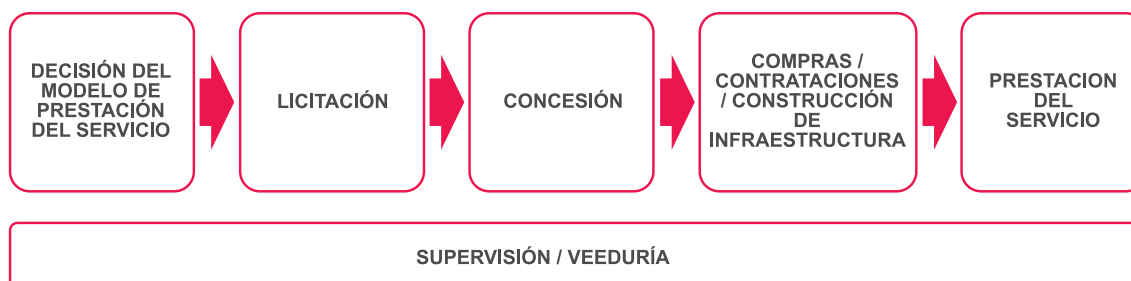 DECISIÓN DEL
MODELO DE
PRESTACIÓN
DEL SERVICIO
LICITACIÓN
CONCESIÓN
COMPRAS /
CONTRATACIONES
/ CONSTRUCCIÓN
DE
INFRAESTRUCTURA
PRESTACION
DEL
SERVICIO
SUPERVISIÓN / VEEDURÍA